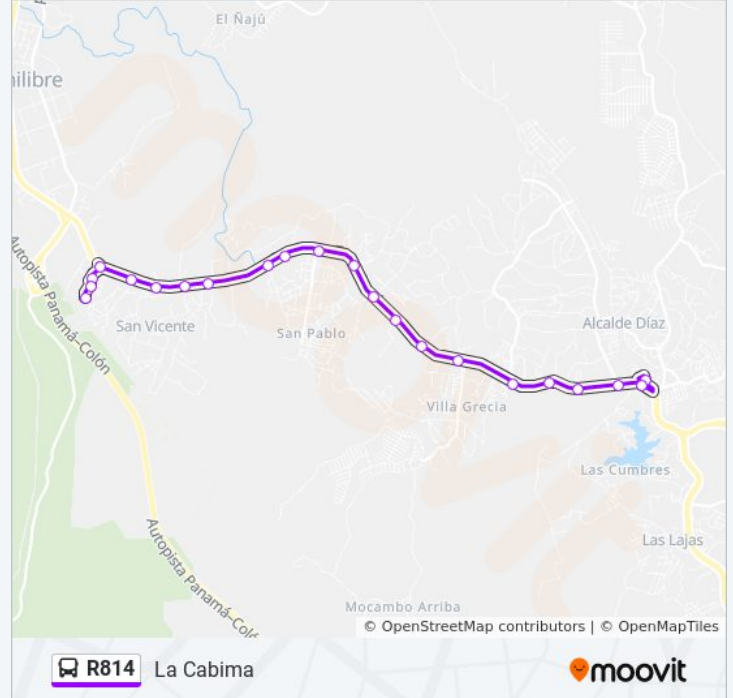 El Ñajú
hilibre
Autopista Panamá-Colón
San Vicente
San Pablo
Alcalde Díaz
Villa Grecia
Las Cumbres
Las Lajas
Autopista Panamá-Coló
Mocambo Arriba
© OpenStreetMap contributors | © OpenMapTiles
R814 La Cabima
moovit